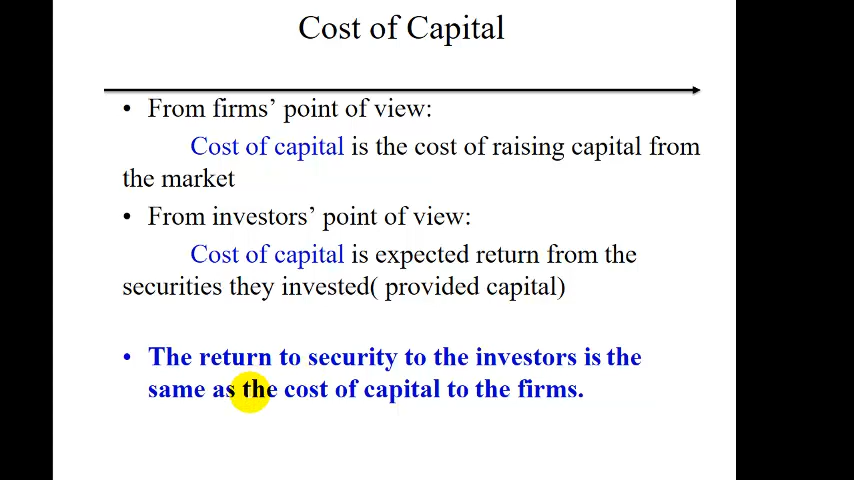 Cost of Capital
• From firms' point of view:
Cost of capital is the cost of raising capital from
the market
• From investors' point of view:
Cost of capital is expected return from the
securities they invested( provided capital)
• The return to security to the investors is the
same as the cost of capital to the firms.